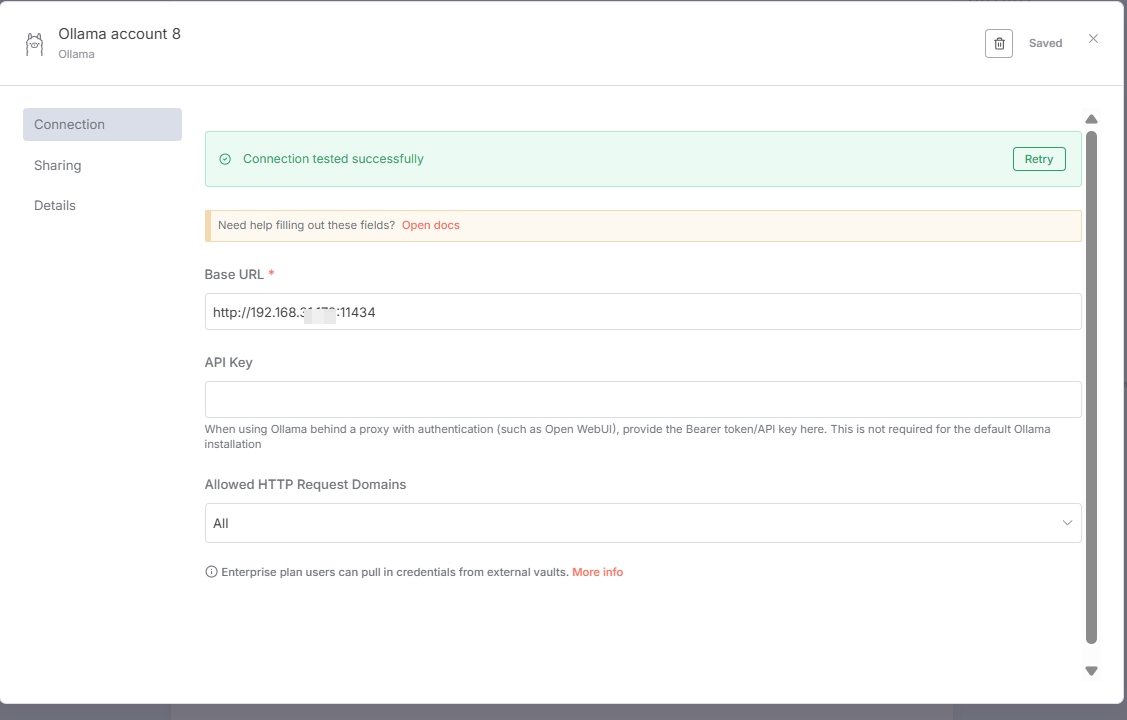 Ollama account 8
Ollama
Saved
Connection
Sharing
Details
Connection tested successfully
Retry
Need help filling out these fields? Open docs
Base URL *
http://192.168. :11434
API Key
When using Ollama behind a proxy with authentication (such as Open WebUI), provide the Bearer token/API key here. This is not required for the default Ollama
installation
Allowed HTTP Request Domains
All
Enterprise plan users can pull in credentials from external vaults. More info